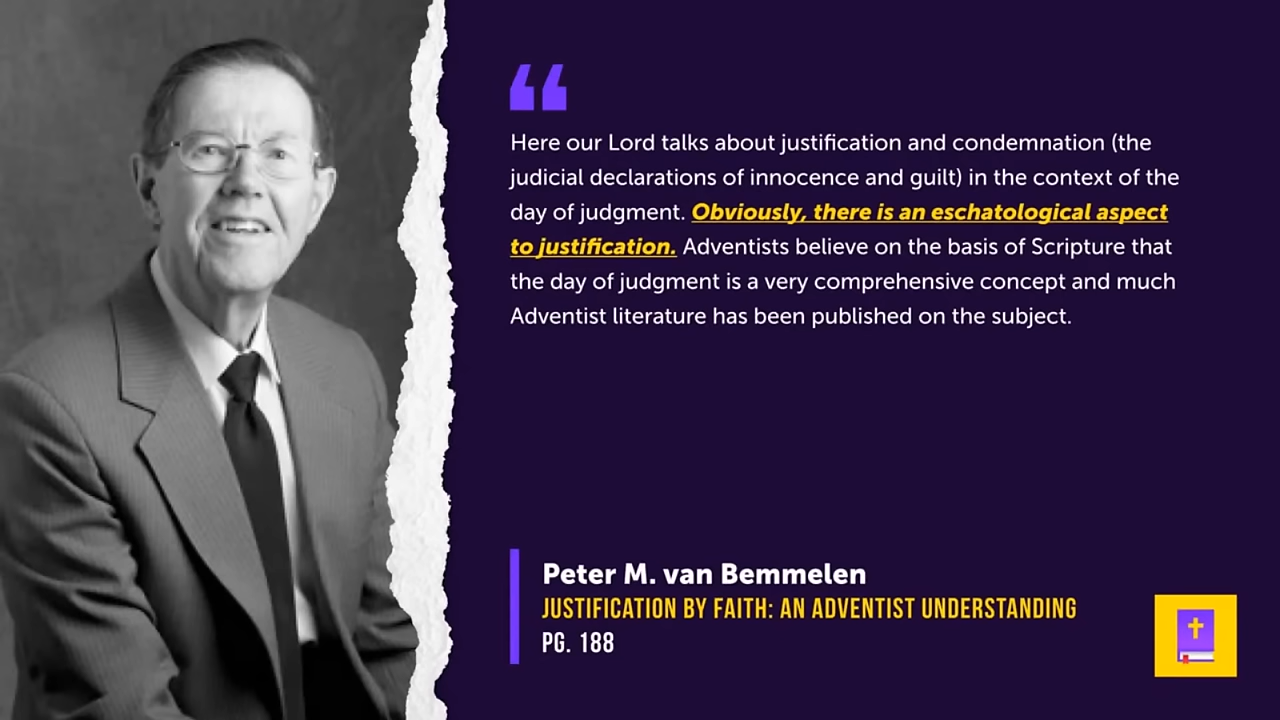 Here our Lord talks about justification and condemnation (the
judicial declarations of innocence and guilt) in the context of the
day of judgment. Obviously, there is an eschatological aspect
to justification. Adventists believe on the basis of Scripture that
the day of judgment is a very comprehensive concept and much
Adventist literature has been published on the subject.
Peter M. van Bemmelen
JUSTIFICATION BY FAITH: AN ADVENTIST UNDERSTANDING
PG. 188